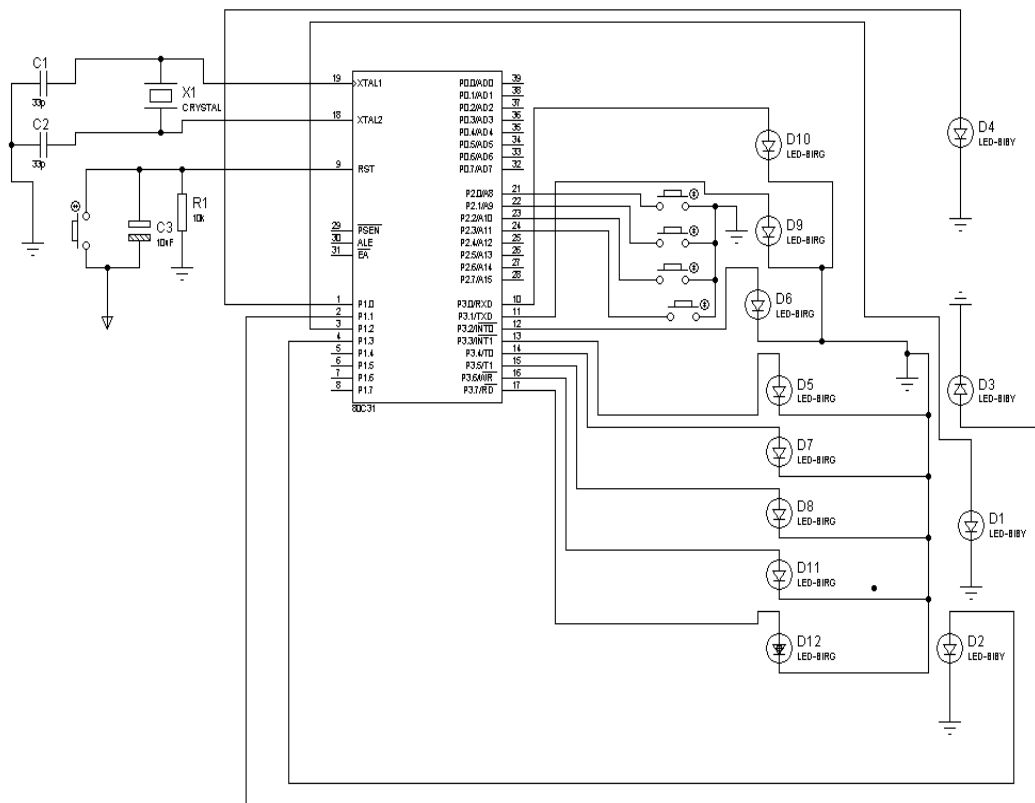 C1
33p
X1
CRYSTAL
C2
33p
R1
10k
C3
10uF
19 XTAL1
18 XTAL2
9 RST
29 PSEN
30 ALE
31 EA
1 P1.0
2 P1.1
3 P1.2
4 P1.3
5 P1.4
6 P1.5
7 P1.6
8 P1.7
80C31
P0.0/AD0 39
P0.1/AD1 38
P0.2/AD2 37
P0.3/AD3 36
P0.4/AD4 35
P0.5/AD5 34
P0.6/AD6 33
P0.7/AD7 32
P2.0/A8 21
P2.1/A9 22
P2.2/A10 23
P2.3/A11 24
P2.4/A12 25
P2.5/A13 26
P2.6/A14 27
P2.7/A15 28
P3.0/RXD 10
P3.1/TXD 11
P3.2/INT0 12
P3.3/INT1 13
P3.4/T0 14
P3.5/T1 15
P3.6/WR 16
P3.7/RD 17
D10
LED-BIRG
D9
LED-BIRG
D6
LED-BIRG
D5
LED-BIRG
D7
LED-BIRG
D8
LED-BIRG
D11
LED-BIRG
D12
LED-BIRG
D4
LED-BIBY
D3
LED-BIBY
D1
LED-BIBY
D2
LED-BIBY